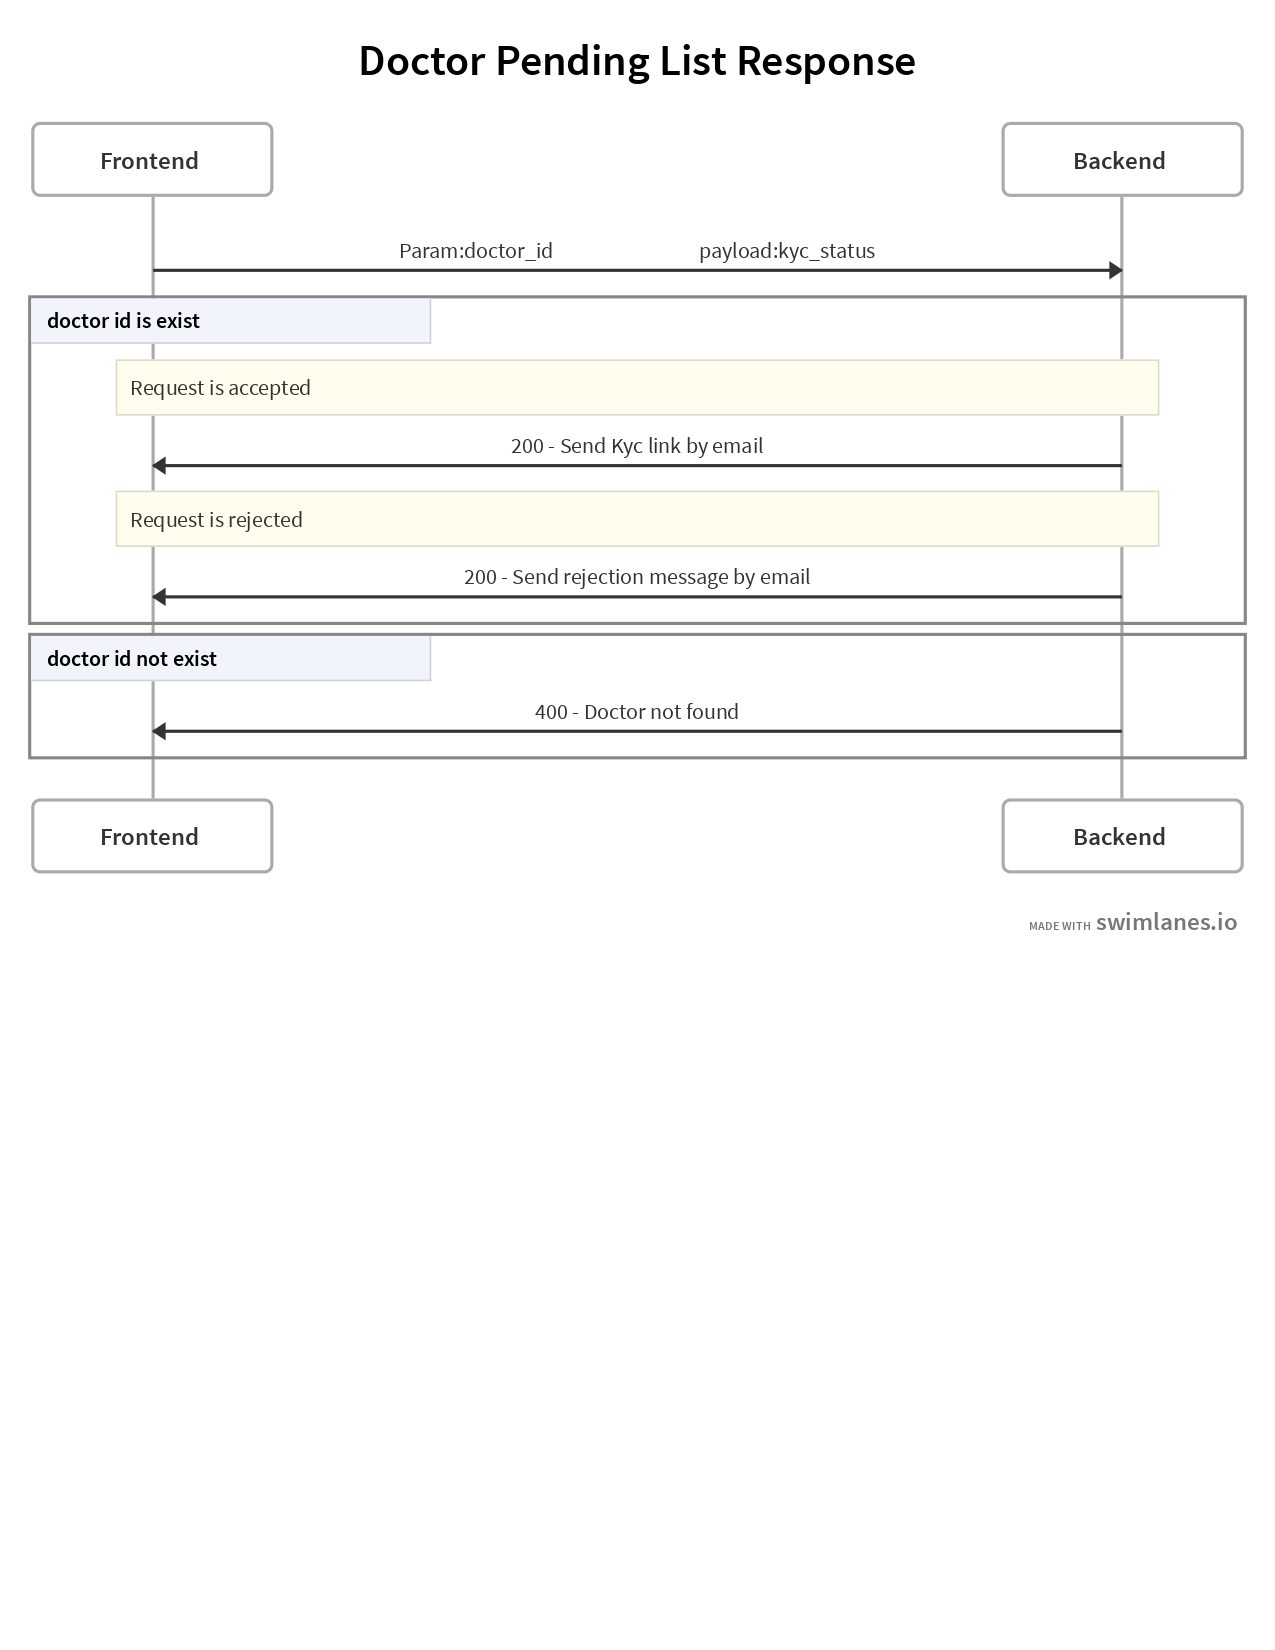 Doctor Pending List Response
Frontend Backend
Param:doctor_id payload:kyc_status
doctor id is exist
Request is accepted
200 - Send Kyc link by email
Request is rejected
200 - Send rejection message by email
doctor id not exist
400 - Doctor not found
Frontend Backend
MADE WITH swimlanes.io